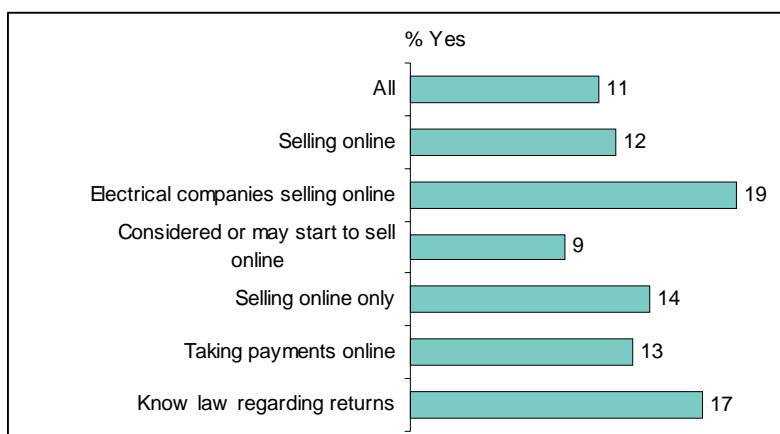 % Yes
All 11
Selling online 12
Electrical companies selling online 19
Considered or may start to sell
online 9
Selling online only 14
Taking payments online 13
Know law regarding returns 17